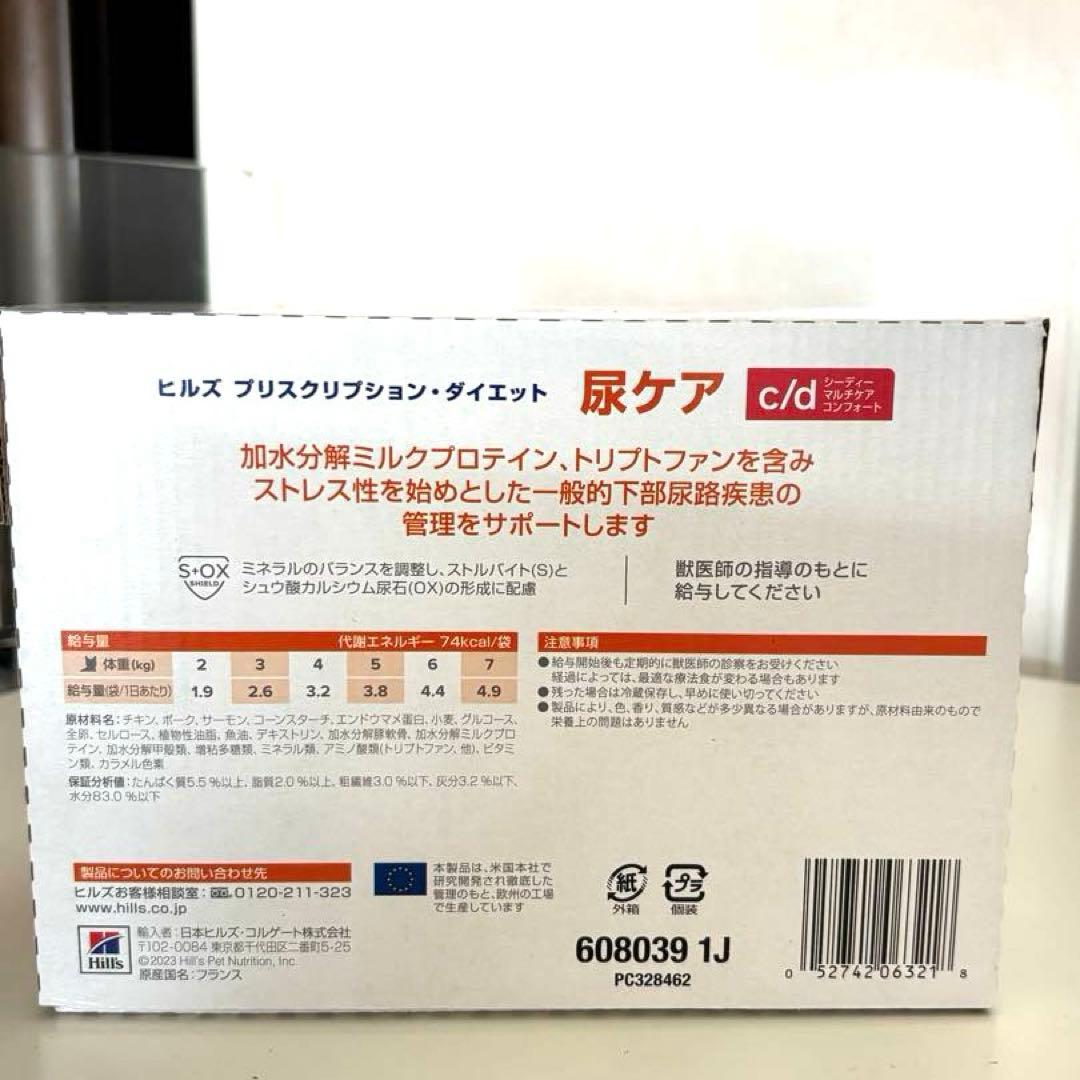 ヒルズ プリスクリプション・ダイエット 尿ケア c/d シーディー
マルチケア
コンフォート
加水分解ミルクプロテイン、トリプトファンを含み
ストレス性を始めとした一般的下部尿路疾患の
管理をサポートします
S+OX
SHIELD
ミネラルのバランスを調整し、ストルバイト(S)と
シュウ酸カルシウム尿石(OX)の形成に配慮
獣医師の指導のもとに
給与してください
給与量 代謝エネルギー 74kcal/袋
体重(kg) 2 3 4 5 6 7
給与量(袋/1日あたり) 1.9 2.6 3.2 3.8 4.4 4.9
原材料名：チキン、ポーク、サーモン、コーンスターチ、エンドウマメ蛋白、小麦、グルコース、
全卵、セルロース、植物性油脂、魚油、デキストリン、加水分解豚軟骨、加水分解ミルクプロ
テイン、加水分解甲殻類、増粘多糖類、ミネラル類、アミノ酸類(トリプトファン、他)、ビタミ
ン類、カラメル色素
保証分析値：たんぱく質5.5％以上、脂質2.0％以上、粗繊維3.0％以下、灰分3.2％以下、
水分83.0％以下
注意事項
●給与開始後も定期的に獣医師の診察をお受けください
経過によっては、最適な療法食が変わる場合もあります
●残った場合は冷蔵保存し、早めに使い切ってください
●製品により、色、香り、質感などが多少異なる場合がありますが、原材料由来のもので
栄養上の問題はありません
製品についてのお問い合わせ先
ヒルズお客様相談室：0120-211-323
www.hills.co.jp
Hill's
輸入者：日本ヒルズ・コルゲート株式会社
〒102-0084 東京都千代田区二番町5-25
©2023 Hill's Pet Nutrition, Inc.
原産国名：フランス
本製品は、米国本社で
研究開発され徹底した
管理のもと、欧州の工場
で生産しています
紙
外箱
プラ
個装
608039 1J
PC328462
0 52742 06321 8